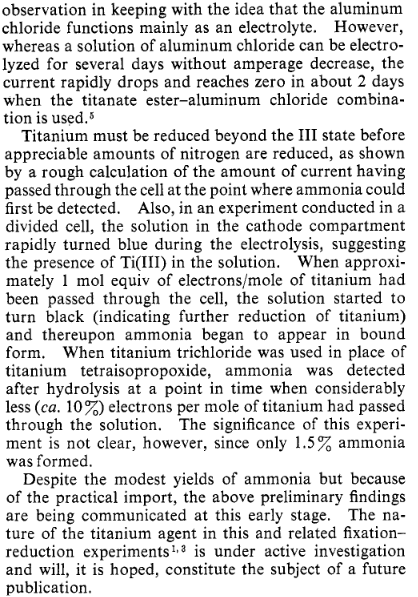 observation in keeping with the idea that the aluminum
chloride functions mainly as an electrolyte. However,
whereas a solution of aluminum chloride can be electro-
lyzed for several days without amperage decrease, the
current rapidly drops and reaches zero in about 2 days
when the titanate ester–aluminum chloride combina-
tion is used.⁵
Titanium must be reduced beyond the III state before
appreciable amounts of nitrogen are reduced, as shown
by a rough calculation of the amount of current having
passed through the cell at the point where ammonia could
first be detected. Also, in an experiment conducted in a
divided cell, the solution in the cathode compartment
rapidly turned blue during the electrolysis, suggesting
the presence of Ti(III) in the solution. When approxi-
mately 1 mol equiv of electrons/mole of titanium had
been passed through the cell, the solution started to
turn black (indicating further reduction of titanium)
and thereupon ammonia began to appear in bound
form. When titanium trichloride was used in place of
titanium tetraisopropoxide, ammonia was detected
after hydrolysis at a point in time when considerably
less (ca. 10%) electrons per mole of titanium had passed
through the solution. The significance of this experi-
ment is not clear, however, since only 1.5% ammonia
was formed.
Despite the modest yields of ammonia but because
of the practical import, the above preliminary findings
are being communicated at this early stage. The na-
ture of the titanium agent in this and related fixation–
reduction experiments¹,³ is under active investigation
and will, it is hoped, constitute the subject of a future
publication.